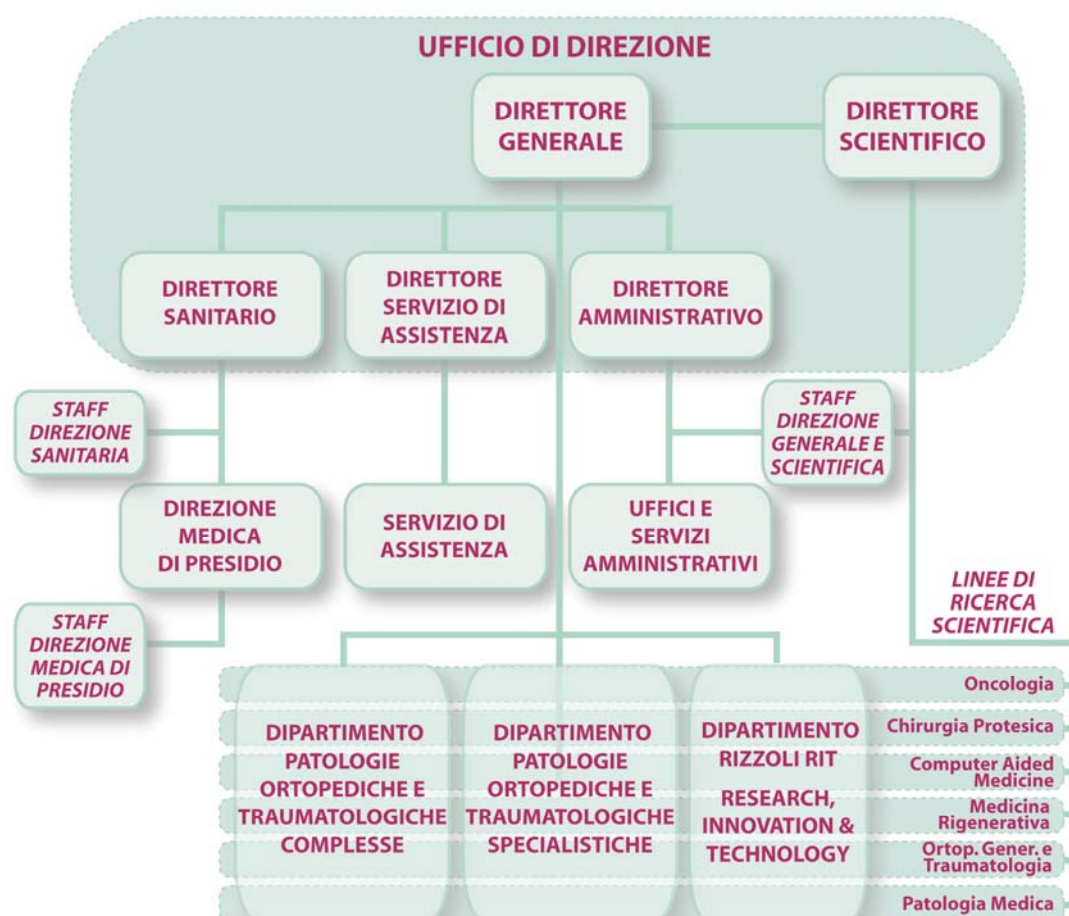 UFFICIO DI DIREZIONE
DIRETTORE
GENERALE
DIRETTORE
SCIENTIFICO
DIRETTORE
SANITARIO
DIRETTORE
SERVIZIO DI
ASSISTENZA
DIRETTORE
AMMINISTRATIVO
STAFF
DIREZIONE
SANITARIA
STAFF
DIREZIONE
GENERALE E
SCIENTIFICA
DIREZIONE
MEDICA
DI PRESIDIO
SERVIZIO DI
ASSISTENZA
UFFICI E
SERVIZI
AMMINISTRATIVI
STAFF
DIREZIONE
MEDICA DI
PRESIDIO
LINEE DI
RICERCA
SCIENTIFICA
DIPARTIMENTO
PATOLOGIE
ORTOPEDICHE E
TRAUMATOLOGICHE
COMPLESSE
DIPARTIMENTO
PATOLOGIE
ORTOPEDICHE E
TRAUMATOLOGICHE
SPECIALISTICHE
DIPARTIMENTO
RIZZOLI RIT
RESEARCH,
INNOVATION &
TECHNOLOGY
Oncologia
Chirurgia Protesica
Computer Aided
Medicine
Medicina
Rigenerativa
Ortop. Gener. e
Traumatologia
Patologia Medica